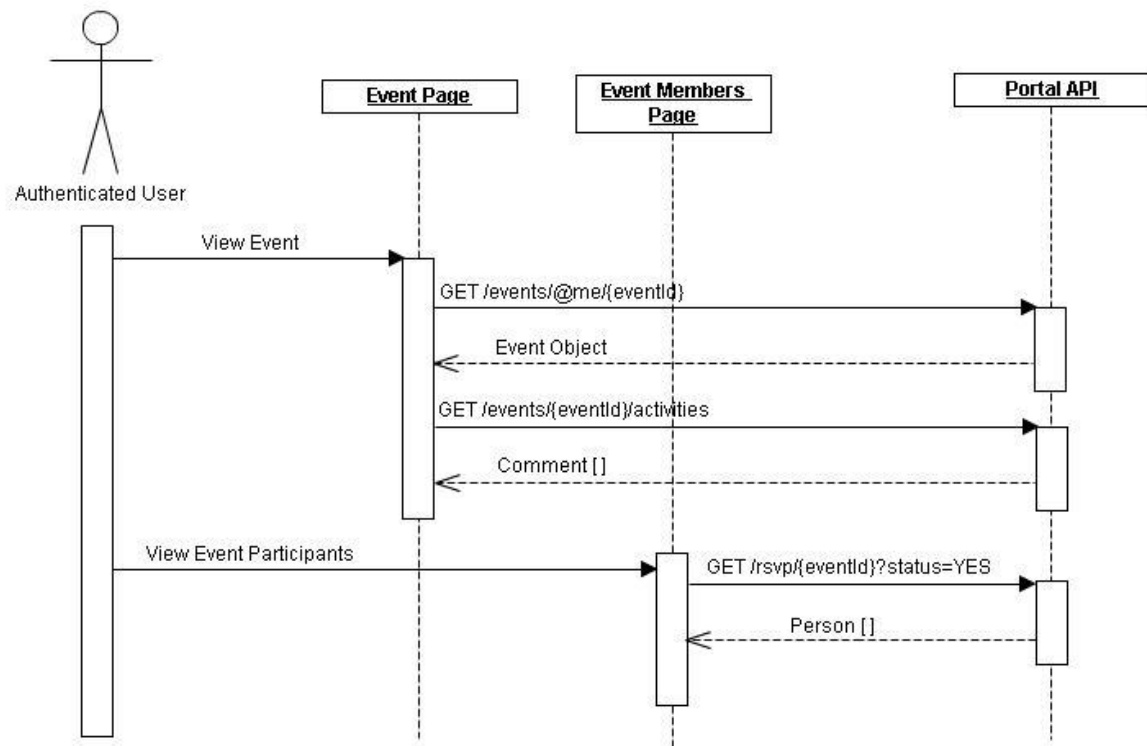 Event Page
Event Members
Page
Portal API
Authenticated User
View Event
GET /events/@me/{eventId}
Event Object
GET /events/{eventId}/activities
Comment [ ]
View Event Participants
GET /rsvp/{eventId}?status=YES
Person [ ]